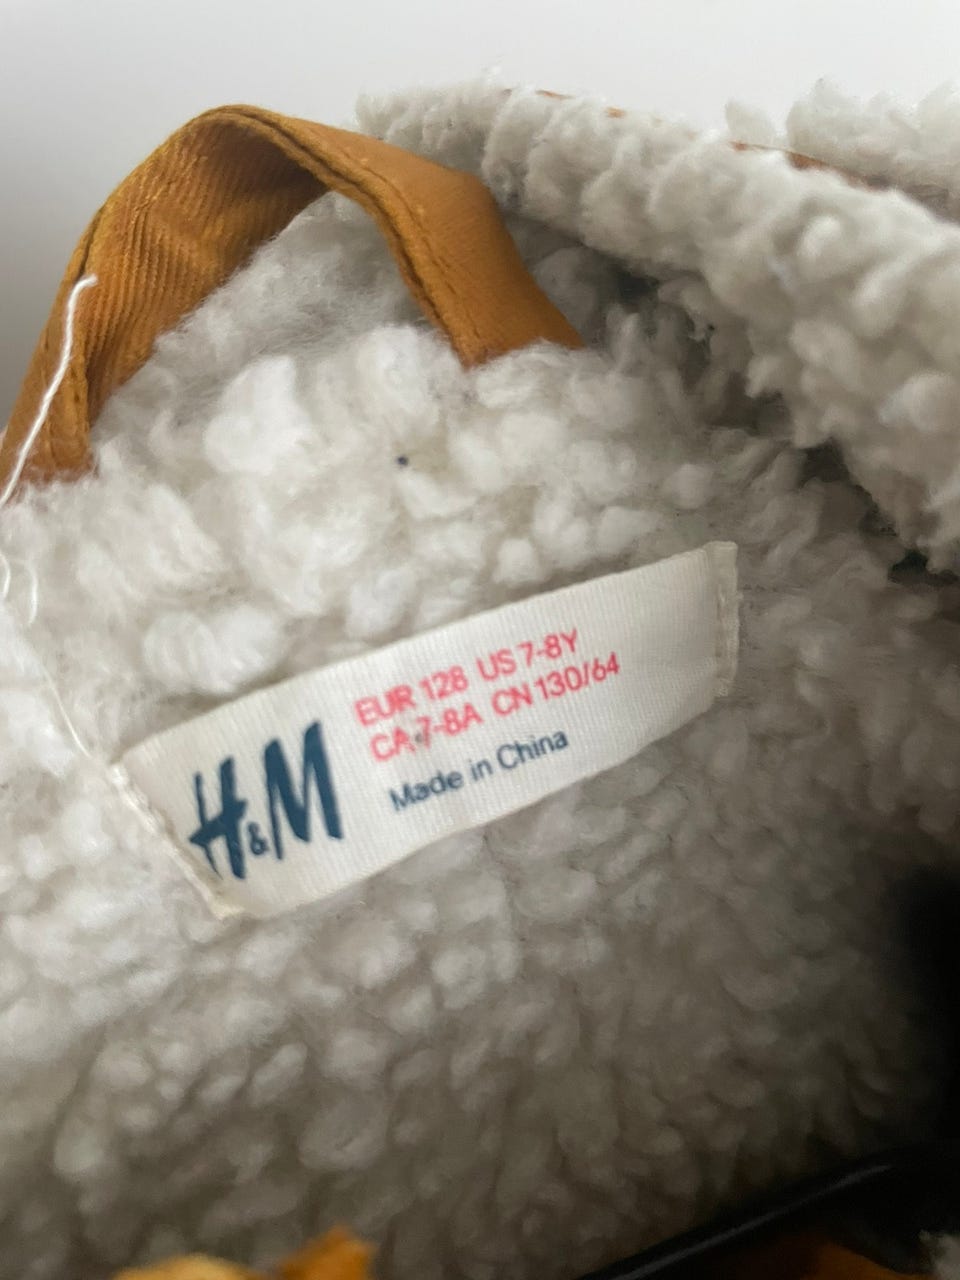 H&M
EUR 128 US 7-8Y
CA 7-8A CN 130/64
Made in China